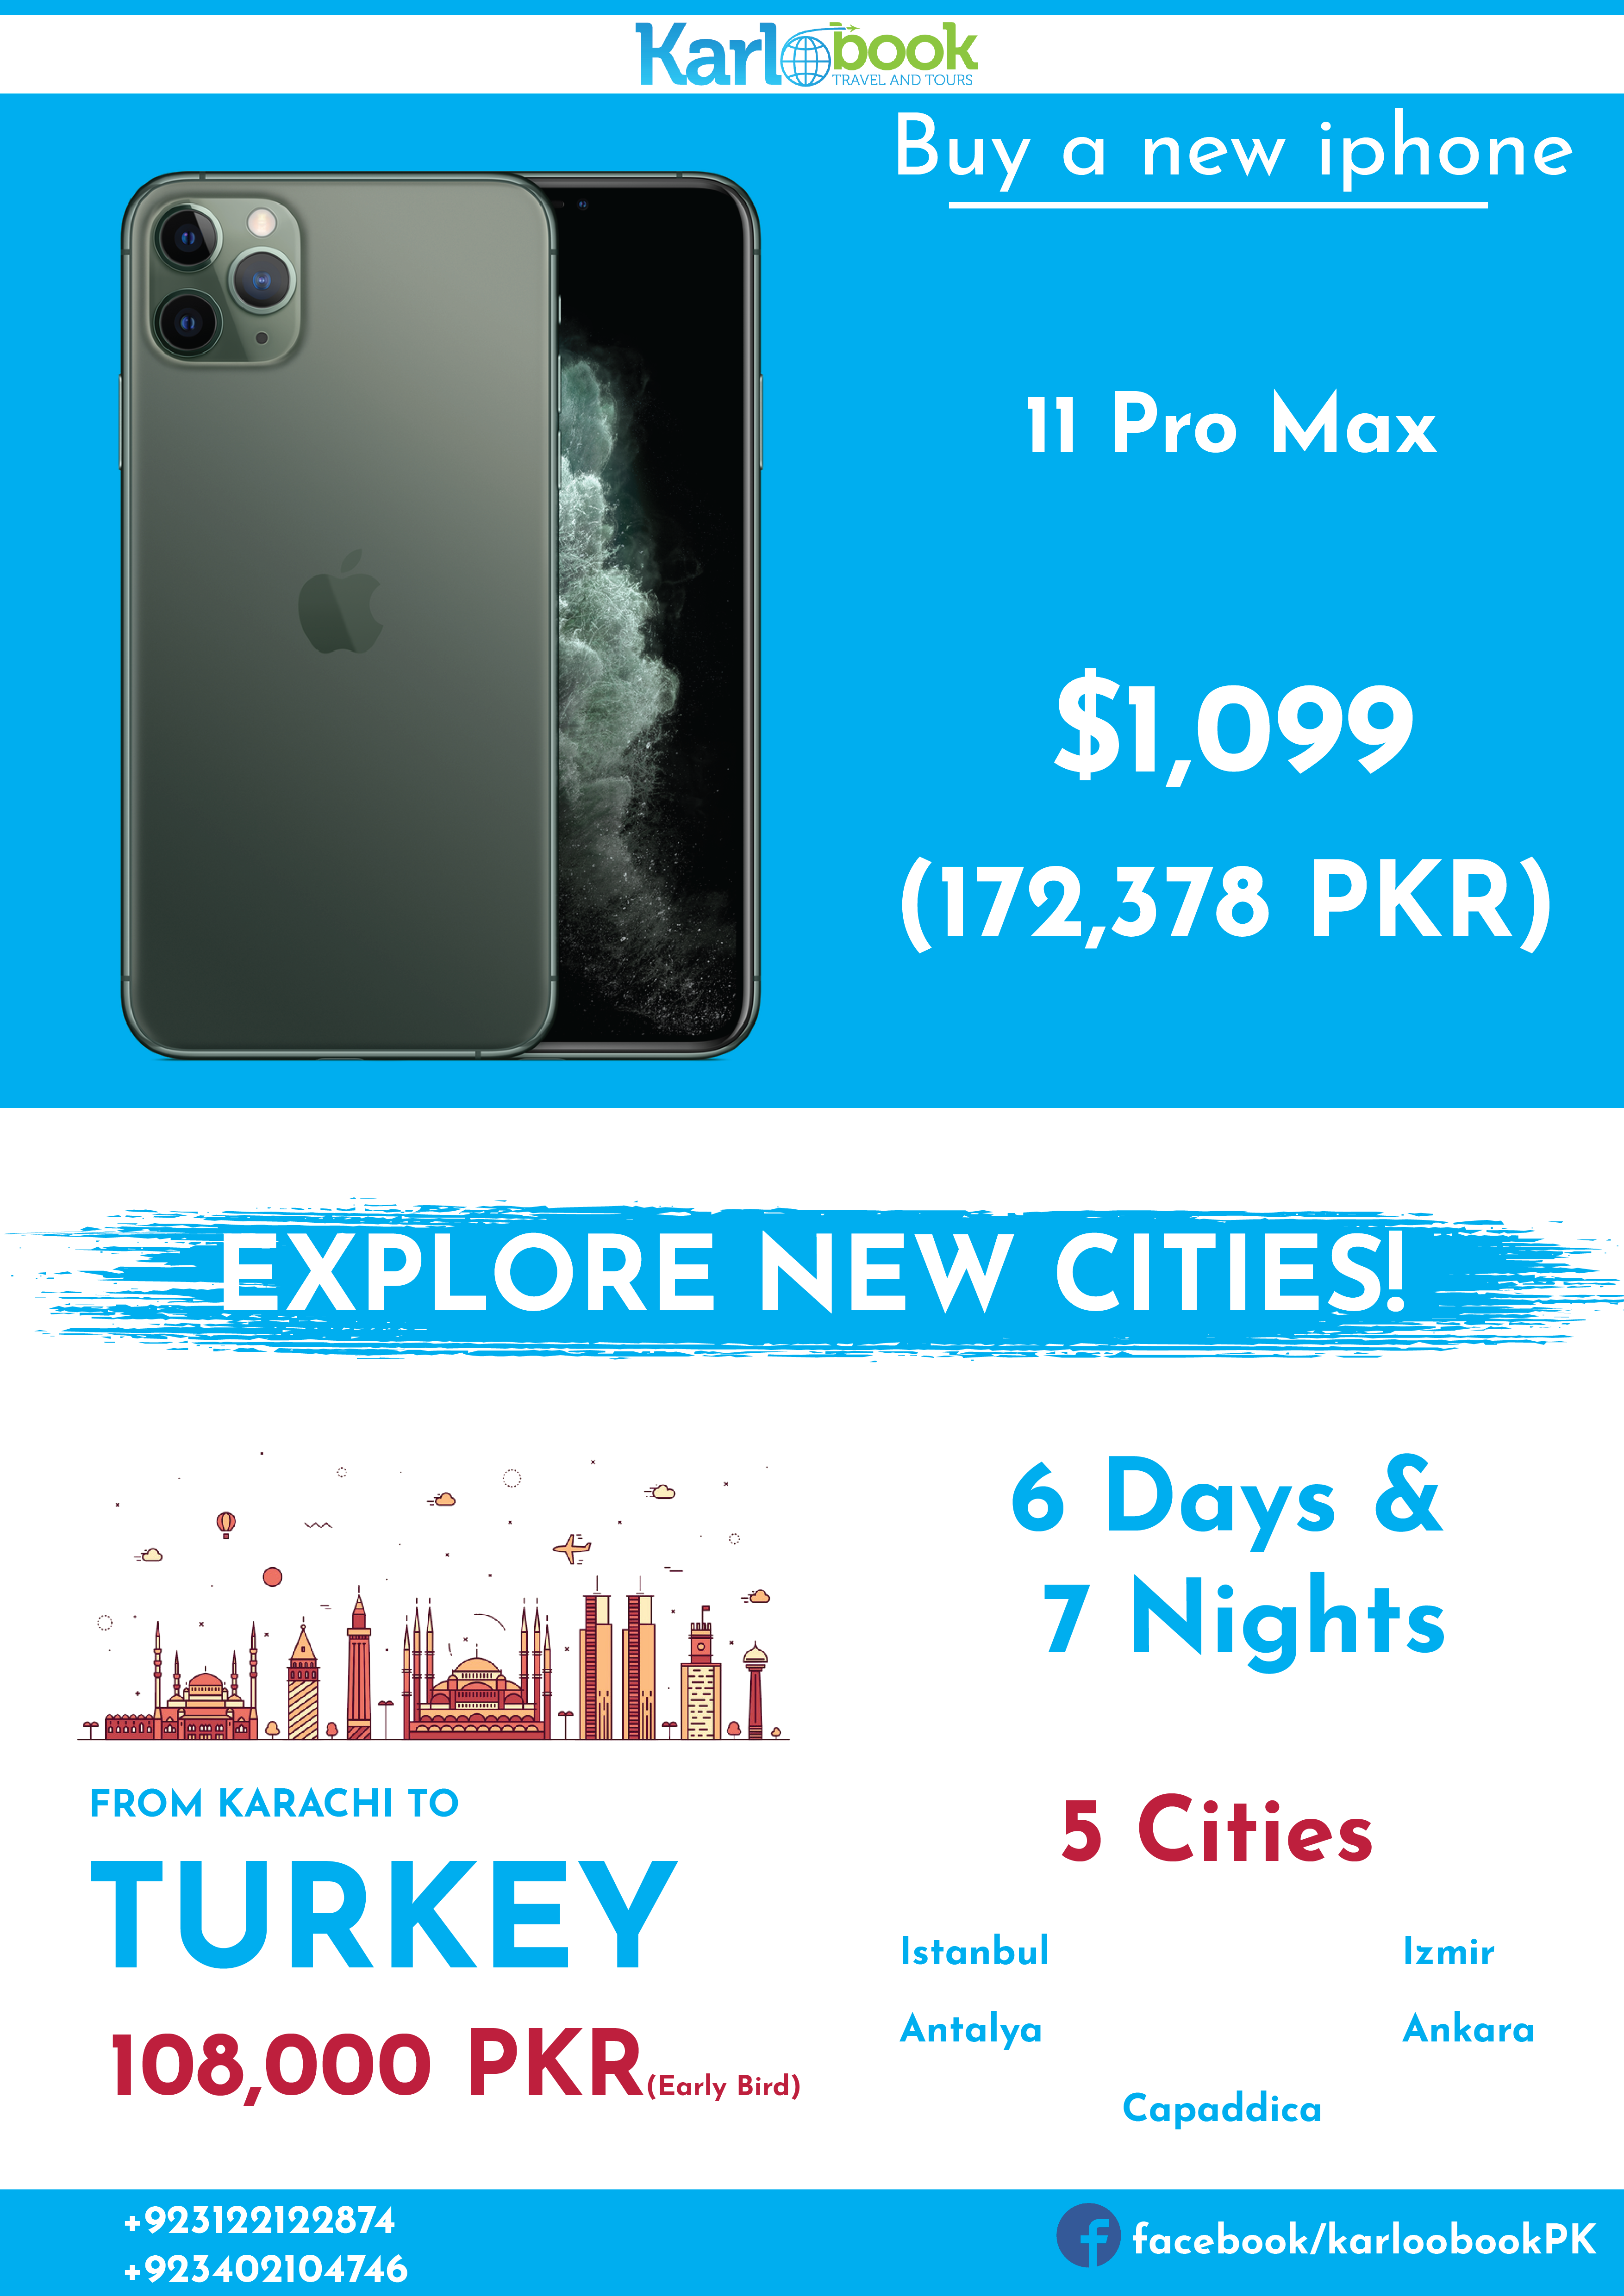 Karlobook
TRAVEL AND TOURS
Buy a new iphone
11 Pro Max
$1,099
(172,378 PKR)
EXPLORE NEW CITIES!
6 Days &
7 Nights
FROM KARACHI TO
TURKEY
108,000 PKR(Early Bird)
5 Cities
Istanbul Izmir
Antalya Ankara
Capaddica
+923122122874
+923402104746
facebook/karloobookPK